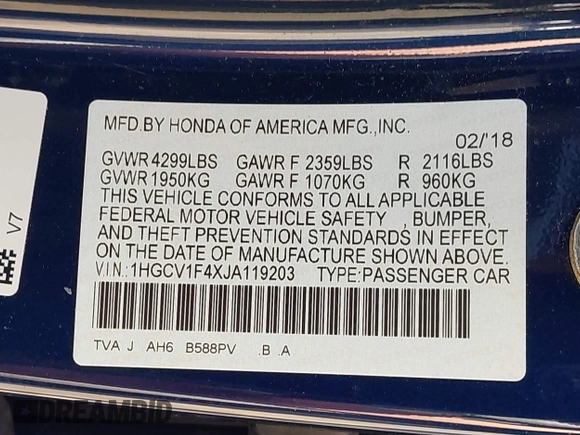 MFD.BY HONDA OF AMERICA MFG.,INC.
02/'18
GVWR 4299LBS GAWR F 2359LBS R 2116LBS
GVWR 1950KG GAWR F 1070KG R 960KG
THIS VEHICLE CONFORMS TO ALL APPLICABLE
FEDERAL MOTOR VEHICLE SAFETY , BUMPER,
AND THEFT PREVENTION STANDARDS IN EFFECT
ON THE DATE OF MANUFACTURE SHOWN ABOVE.
VIN.:1HGCV1F4XJA119203 TYPE:PASSENGER CAR
TVA J AH6 B588PV .B .A
V7
DREAMBID